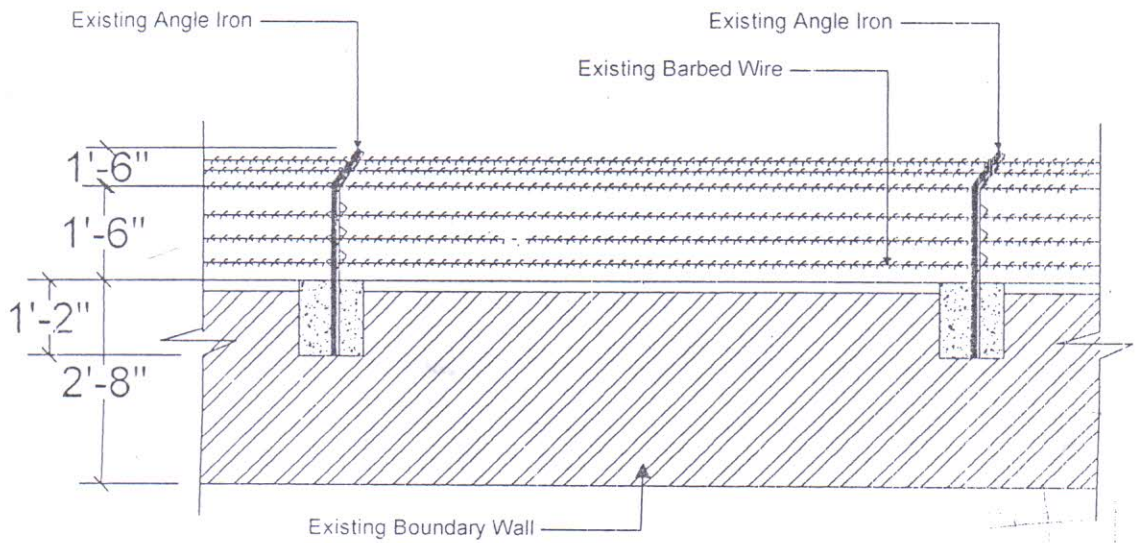 Existing Angle Iron
Existing Angle Iron
Existing Barbed Wire
1'-6"
1'-6"
1'-2"
2'-8"
Existing Boundary Wall